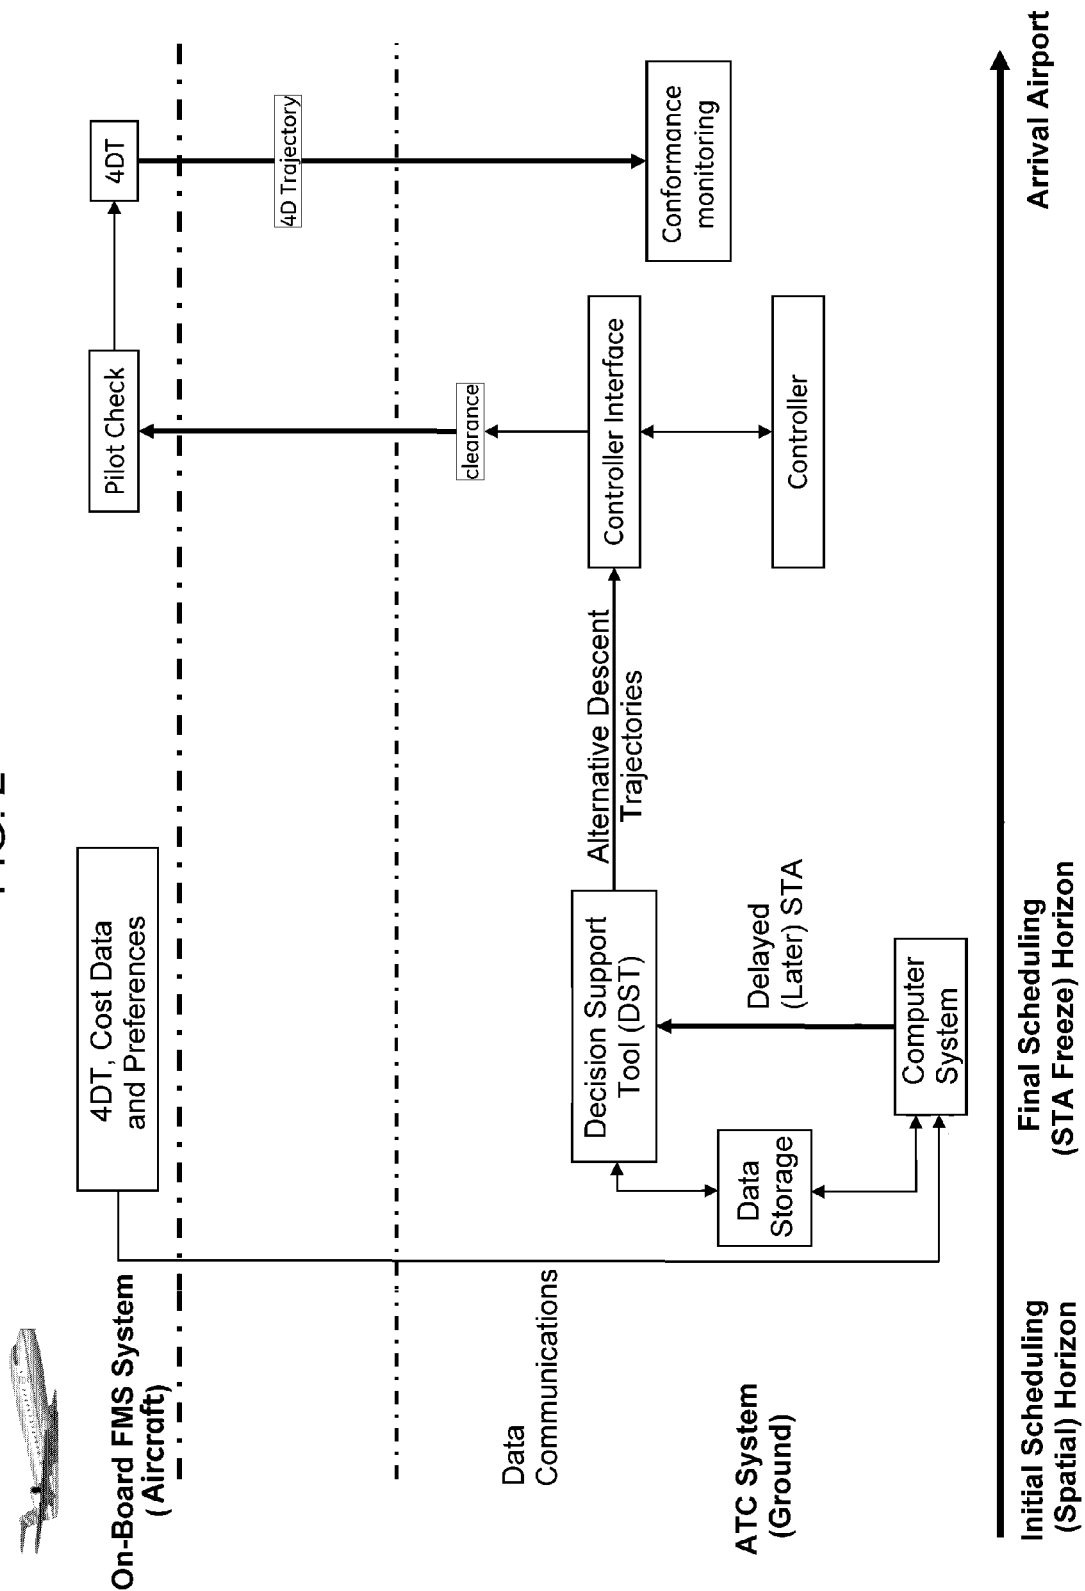 On-Board FMS System
(Aircraft)
4DT, Cost Data
and Preferences
Pilot Check
4DT
4D Trajectory
Data
Communications
clearance
ATC System
(Ground)
Decision Support
Tool (DST)
Alternative Descent
Trajectories
Controller Interface
Conformance
monitoring
Data
Storage
Delayed
(Later) STA
Controller
Computer
System
Initial Scheduling
(Spatial) Horizon
Final Scheduling
(STA Freeze) Horizon
Arrival Airport